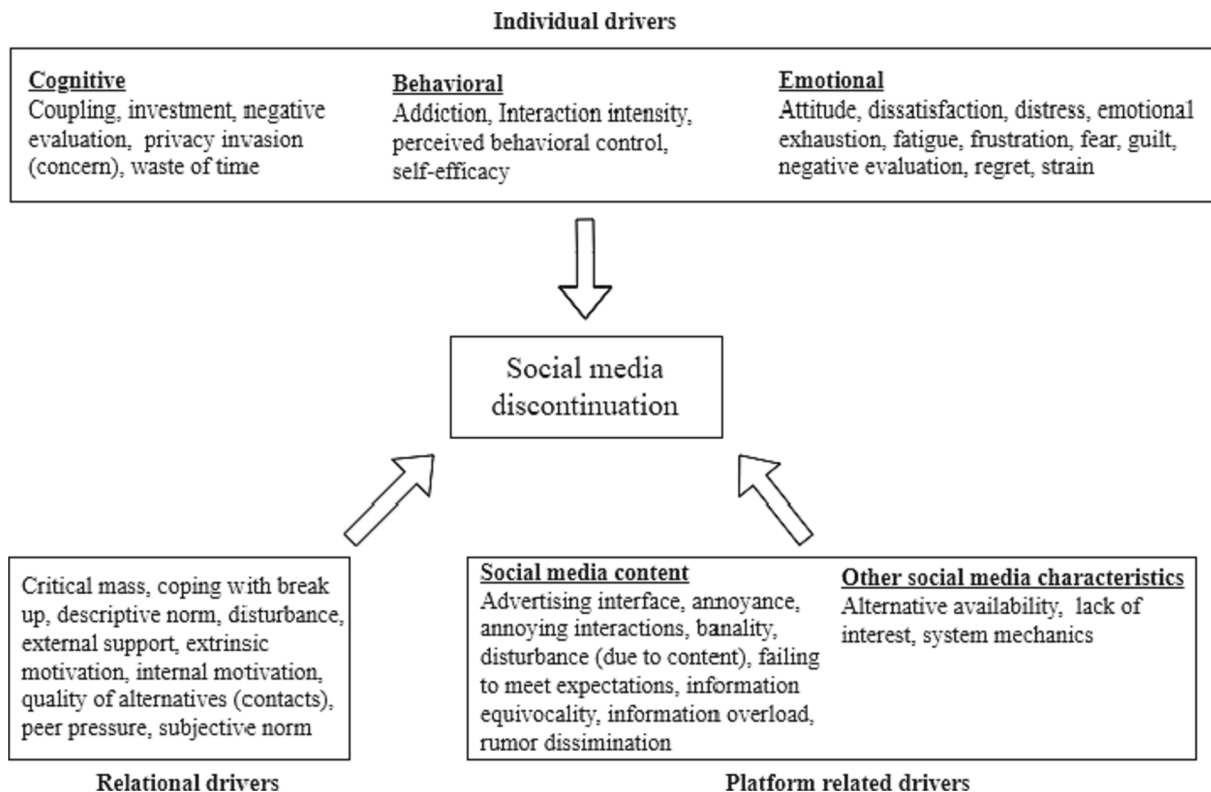 Individual drivers
Cognitive
Coupling, investment, negative
evaluation, privacy invasion
(concern), waste of time
Behavioral
Addiction, Interaction intensity,
perceived behavioral control,
self-efficacy
Emotional
Attitude, dissatisfaction, distress, emotional
exhaustion, fatigue, frustration, fear, guilt,
negative evaluation, regret, strain
Social media
discontinuation
Critical mass, coping with break
up, descriptive norm, disturbance,
external support, extrinsic
motivation, internal motivation,
quality of alternatives (contacts),
peer pressure, subjective norm
Relational drivers
Social media content
Advertising interface, annoyance,
annoying interactions, banality,
disturbance (due to content), failing
to meet expectations, information
equivocality, information overload,
rumor dissimination
Other social media characteristics
Alternative availability, lack of
interest, system mechanics
Platform related drivers